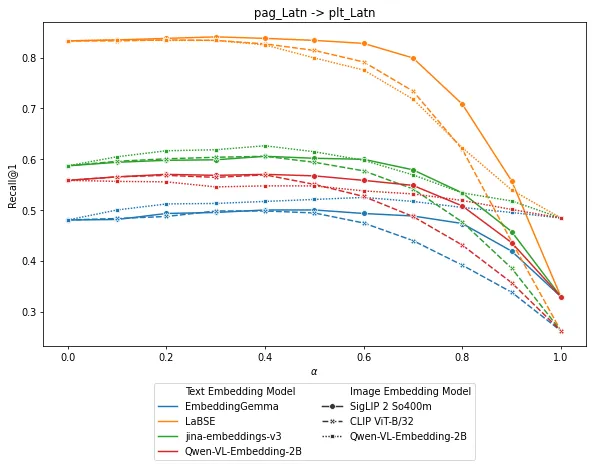 pag_Latn -> plt_Latn
Recall@1
0.8
0.7
0.6
0.5
0.4
0.3
0.0 0.2 0.4 0.6 0.8 1.0
α
Text Embedding Model Image Embedding Model
EmbeddingGemma SigLIP 2 So400m
LaBSE CLIP ViT-B/32
jina-embeddings-v3 Qwen-VL-Embedding-2B
Qwen-VL-Embedding-2B